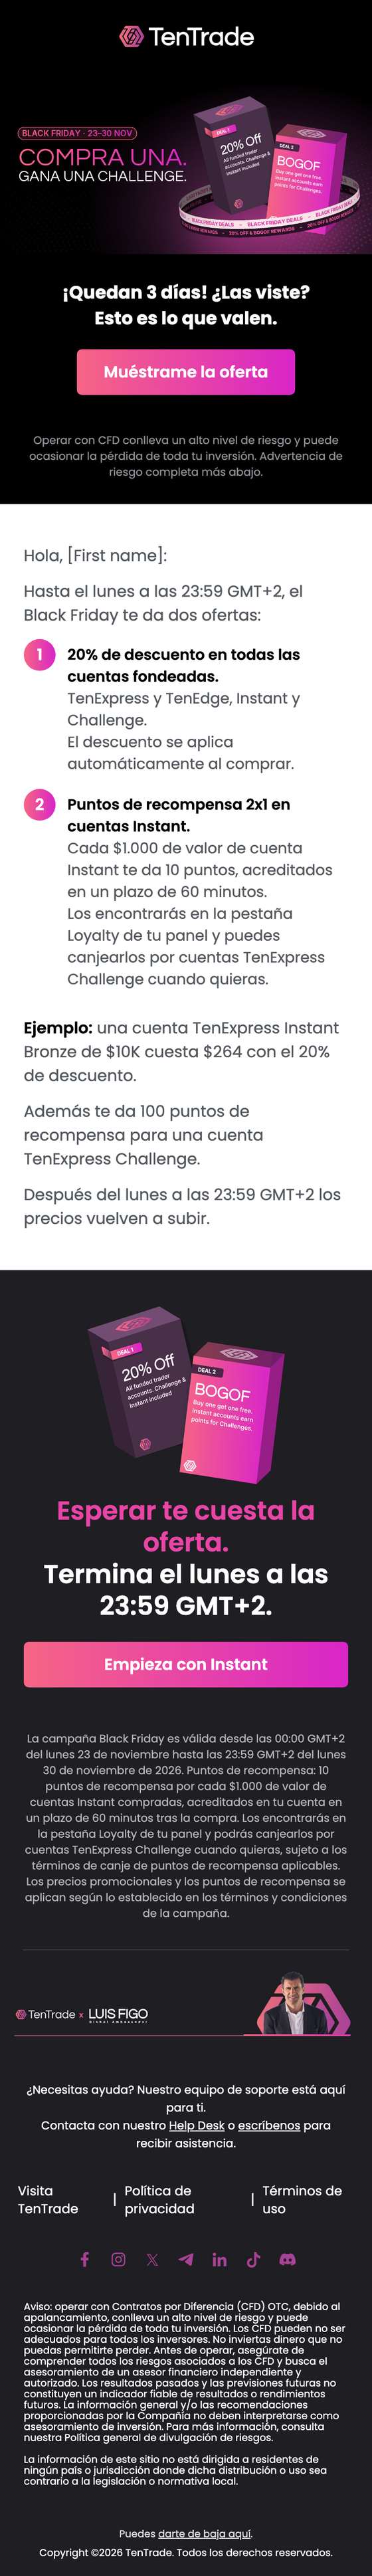 TenTrade
BLACK FRIDAY · 23–30 NOV
COMPRA UNA.
GANA UNA CHALLENGE.
DEAL 1
20% Off
All funded trader
accounts. Challenge &
Instant included
DEAL 2
BOGOF
Buy one get one free.
Instant accounts earn
points for Challenges.
BLACK FRIDAY DEALS - BLACK FRIDAY DEALS
20% OFF & BOGOF REWARDS
¡Quedan 3 días! ¿Las viste?
Esto es lo que valen.
Muéstrame la oferta
Operar con CFD conlleva un alto nivel de riesgo y puede
ocasionar la pérdida de toda tu inversión. Advertencia de
riesgo completa más abajo.
Hola, [First name]:
Hasta el lunes a las 23:59 GMT+2, el
Black Friday te da dos ofertas:
1
20% de descuento en todas las
cuentas fondeadas.
TenExpress y TenEdge, Instant y
Challenge.
El descuento se aplica
automáticamente al comprar.
2
Puntos de recompensa 2x1 en
cuentas Instant.
Cada $1.000 de valor de cuenta
Instant te da 10 puntos, acreditados
en un plazo de 60 minutos.
Los encontrarás en la pestaña
Loyalty de tu panel y puedes
canjearlos por cuentas TenExpress
Challenge cuando quieras.
Ejemplo: una cuenta TenExpress Instant
Bronze de $10K cuesta $264 con el 20%
de descuento.
Además te da 100 puntos de
recompensa para una cuenta
TenExpress Challenge.
Después del lunes a las 23:59 GMT+2 los
precios vuelven a subir.
DEAL 1
20% Off
All funded trader
accounts. Challenge &
Instant included
DEAL 2
BOGOF
Buy one get one free.
Instant accounts earn
points for Challenges.
Esperar te cuesta la
oferta.
Termina el lunes a las
23:59 GMT+2.
Empieza con Instant
La campaña Black Friday es válida desde las 00:00 GMT+2
del lunes 23 de noviembre hasta las 23:59 GMT+2 del lunes
30 de noviembre de 2026. Puntos de recompensa: 10
puntos de recompensa por cada $1.000 de valor de
cuentas Instant compradas, acreditados en tu cuenta en
un plazo de 60 minutos tras la compra. Los encontrarás en
la pestaña Loyalty de tu panel y podrás canjearlos por
cuentas TenExpress Challenge cuando quieras, sujeto a los
términos de canje de puntos de recompensa aplicables.
Los precios promocionales y los puntos de recompensa se
aplican según lo establecido en los términos y condiciones
de la campaña.
TenTrade x LUIS FIGO
Global Ambassador
¿Necesitas ayuda? Nuestro equipo de soporte está aquí
para ti.
Contacta con nuestro Help Desk o escríbenos para
recibir asistencia.
Visita
TenTrade
|
Política de
privacidad
|
Términos de
uso
Aviso: operar con Contratos por Diferencia (CFD) OTC, debido al
apalancamiento, conlleva un alto nivel de riesgo y puede
ocasionar la pérdida de toda tu inversión. Los CFD pueden no ser
adecuados para todos los inversores. No inviertas dinero que no
puedas permitirte perder. Antes de operar, asegúrate de
comprender todos los riesgos asociados a los CFD y busca el
asesoramiento de un asesor financiero independiente y
autorizado. Los resultados pasados y las previsiones futuras no
constituyen un indicador fiable de resultados o rendimientos
futuros. La información general y/o las recomendaciones
proporcionadas por la Compañía no deben interpretarse como
asesoramiento de inversión. Para más información, consulta
nuestra Política general de divulgación de riesgos.
La información de este sitio no está dirigida a residentes de
ningún país o jurisdicción donde dicha distribución o uso sea
contrario a la legislación o normativa local.
Puedes darte de baja aquí.
Copyright ©2026 TenTrade. Todos los derechos reservados.